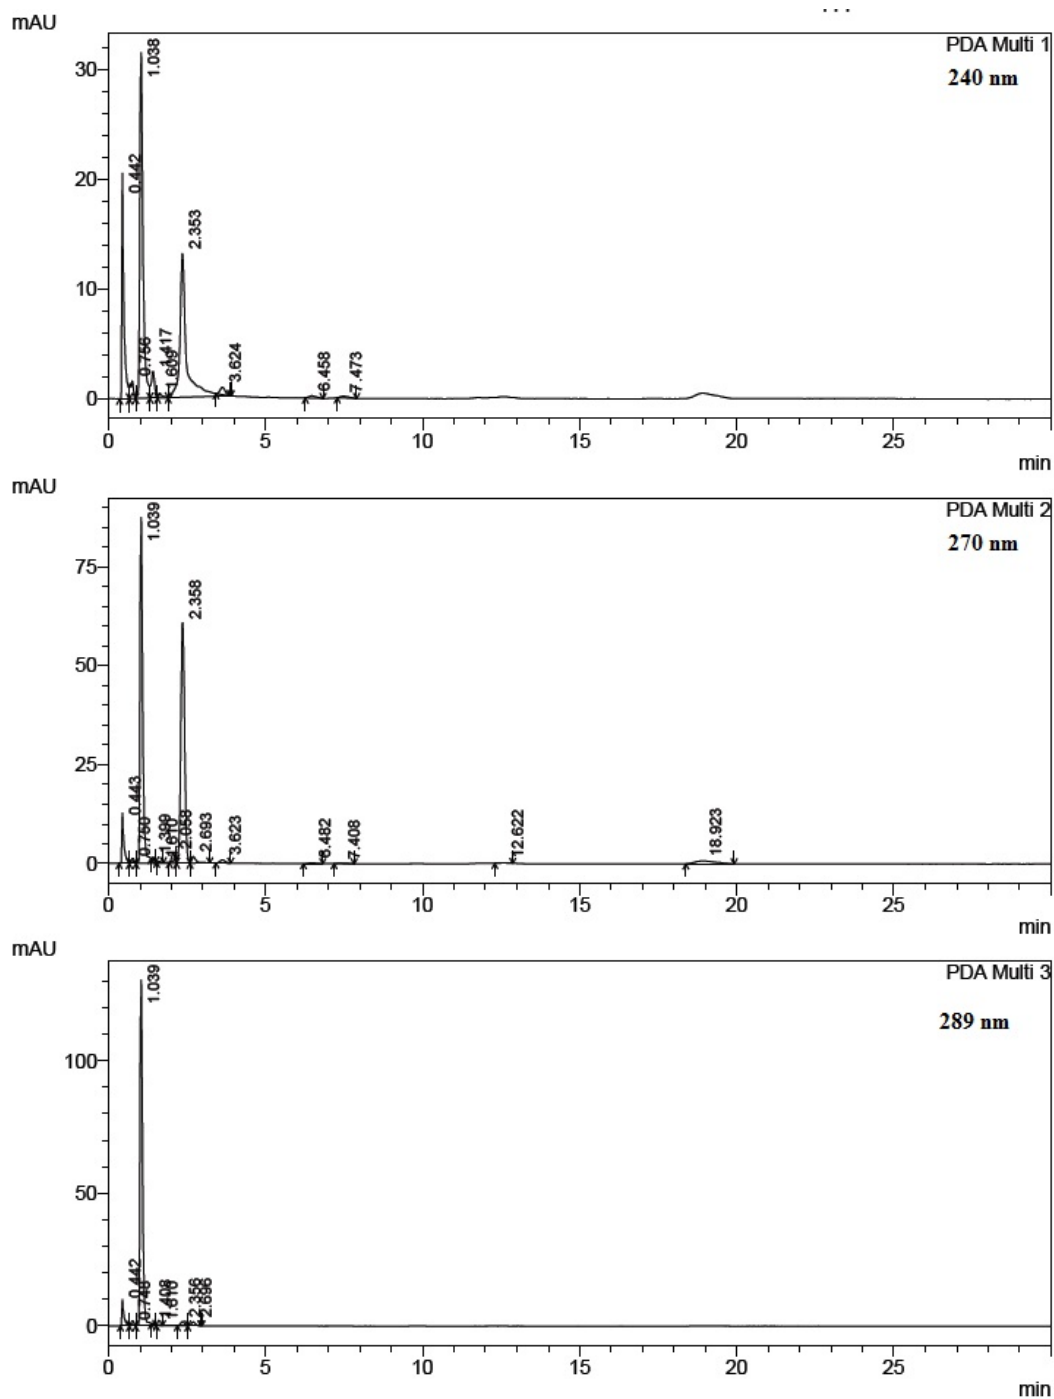 ...
mAU
PDA Multi 1
240 nm
30
20
10
0
0.442
0.756
1.038
1.417
1.609
2.353
3.624
6.458
7.473
0 5 10 15 20 25
min
mAU
PDA Multi 2
270 nm
75
50
25
0
0.443
0.750
1.039
1.399
1.610
2.058
2.358
2.693
3.623
6.482
7.408
12.622
18.923
0 5 10 15 20 25
min
mAU
PDA Multi 3
289 nm
100
50
0
0.442
0.748
1.039
1.408
1.610
2.356
2.696
0 5 10 15 20 25
min